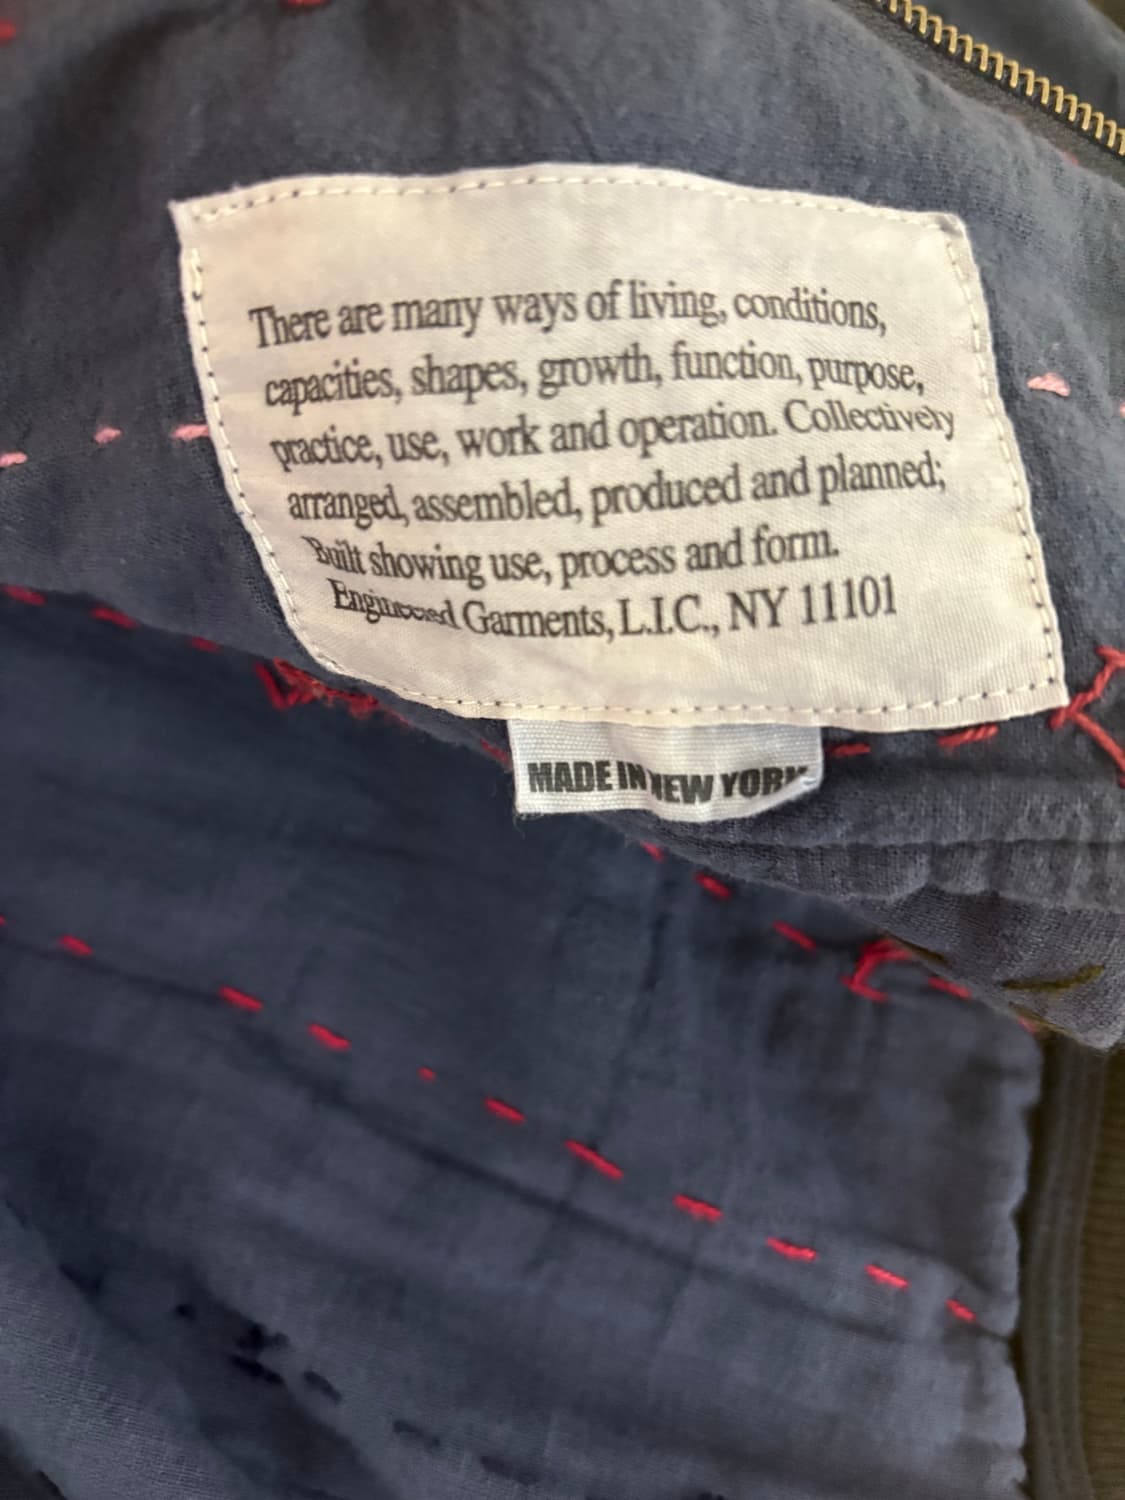 There are many ways of living, conditions,
capacities, shapes, growth, function, purpose,
practice, use, work and operation. Collectively
arranged, assembled, produced and planned;
Built showing use, process and form.
Engineered Garments, L.I.C., NY 11101
MADE IN NEW YORK